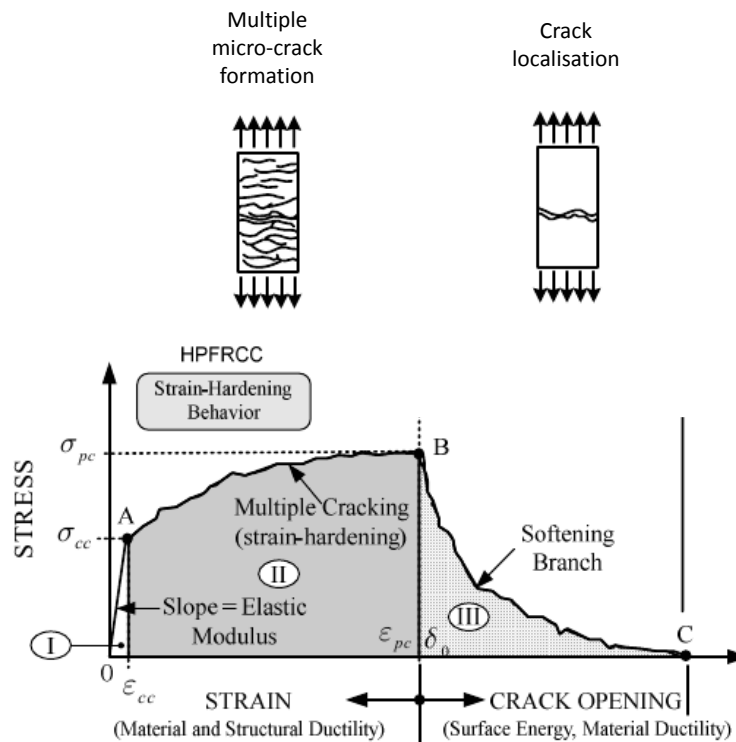 Multiple
micro-crack
formation
Crack
localisation
HPFRCC
Strain-Hardening
Behavior
STRESS
σpc
σcc
A
B
Multiple Cracking
(strain-hardening)
Softening
Branch
II
Slope = Elastic
Modulus
III
I
εpc
δ0
C
0
εcc
STRAIN
(Material and Structural Ductility)
CRACK OPENING
(Surface Energy, Material Ductility)